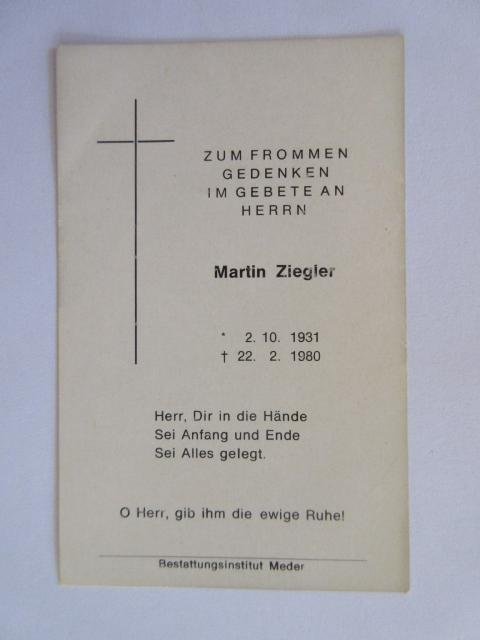 ZUM FROMMEN
GEDENKEN
IM GEBETE AN
HERRN
Martin Ziegler
* 2. 10. 1931
† 22. 2. 1980
Herr, Dir in die Hände
Sei Anfang und Ende
Sei Alles gelegt.
O Herr, gib ihm die ewige Ruhe!
Bestattungsinstitut Meder